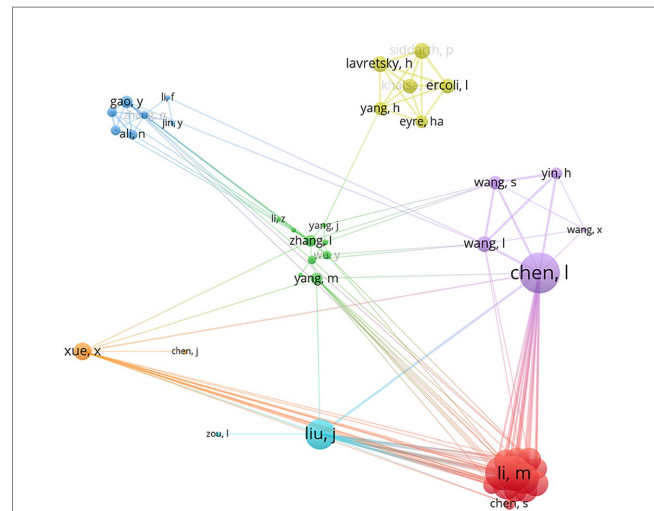 siddarth, p
lavretsky, h
ercoli, l
yang, h
eyre, ha
gao, y
li, f
jin, y
ali, n
wang, s
yin, h
wang, x
wang, l
chen, l
li, z
yang, j
zhang, l
wu, y
yang, m
xue, x
chen, j
zou, l
liu, j
li, m
chen, s